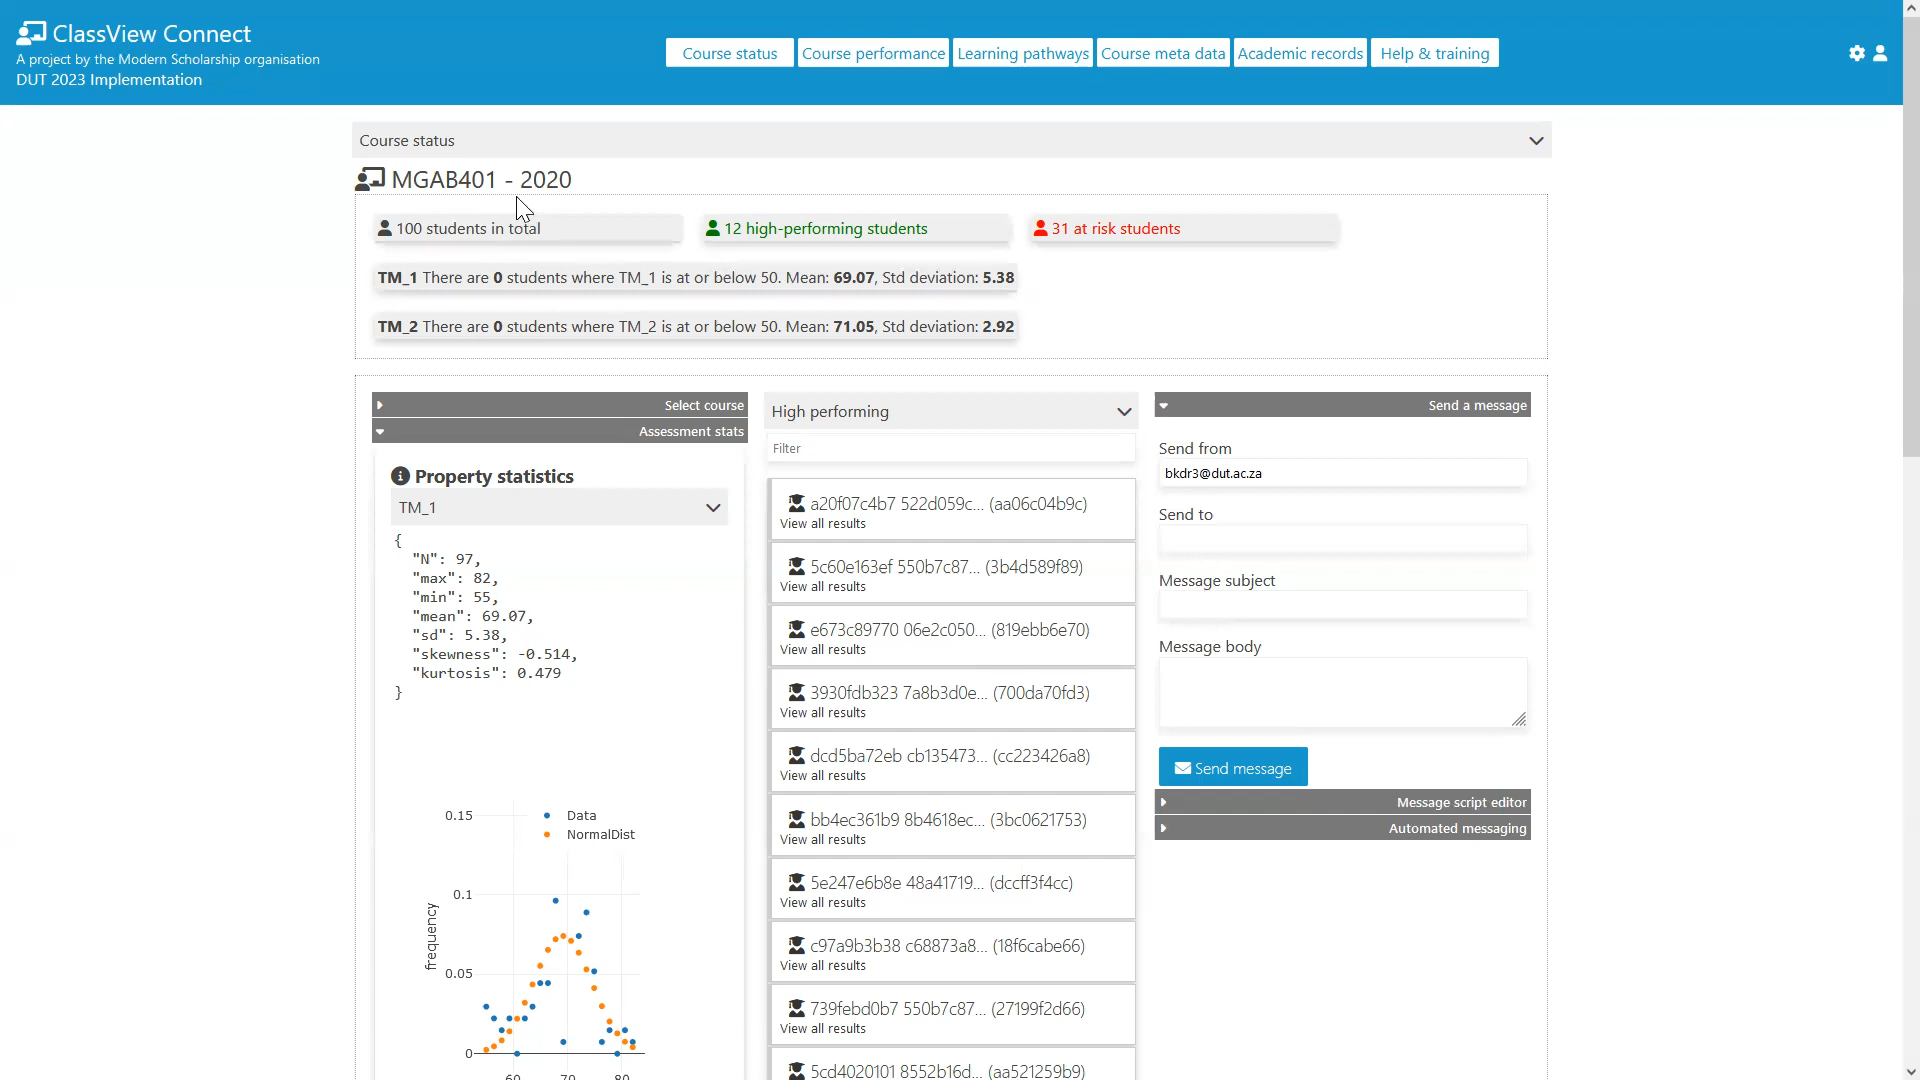 ClassView Connect
A project by the Modern Scholarship organisation
DUT 2023 Implementation
Course status
Course performance
Learning pathways
Course meta data
Academic records
Help & training
Course status
MGAB401 - 2020
100 students in total
12 high-performing students
31 at risk students
TM_1 There are 0 students where TM_1 is at or below 50. Mean: 69.07, Std deviation: 5.38
TM_2 There are 0 students where TM_2 is at or below 50. Mean: 71.05, Std deviation: 2.92
Select course
Assessment stats
Property statistics
TM_1
{
"N": 97,
"max": 82,
"min": 55,
"mean": 69.07,
"sd": 5.38,
"skewness": -0.514,
"kurtosis": 0.479
}
0.15
Data
NormalDist
0.1
frequency
0.05
0
60 70 80
High performing
Filter
a20f07c4b7 522d059c... (aa06c04b9c)
View all results
5c60e163ef 550b7c87... (3b4d589f89)
View all results
e673c89770 06e2c050... (819ebb6e70)
View all results
3930fdb323 7a8b3d0e... (700da70fd3)
View all results
dcd5ba72eb cb135473... (cc223426a8)
View all results
bb4ec361b9 8b4618ec... (3bc0621753)
View all results
5e247e6b8e 48a41719... (dccff3f4cc)
View all results
c97a9b3b38 c68873a8... (18f6cabe66)
View all results
739febd0b7 550b7c87... (27199f2d66)
View all results
5cd4020101 8552b16d... (aa521259b9)
Send a message
Send from
bkdr3@dut.ac.za
Send to
Message subject
Message body
Send message
Message script editor
Automated messaging